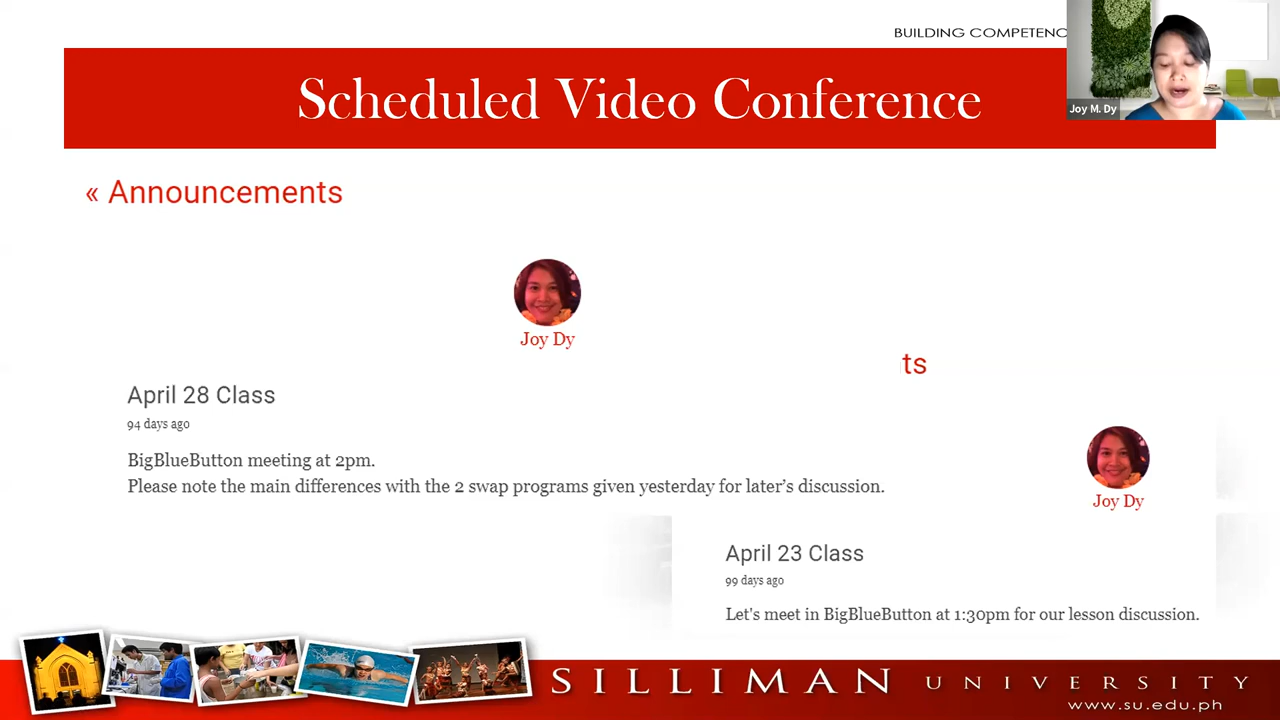 BUILDING COMPETENC
Joy M. Dy
Scheduled Video Conference
« Announcements
Joy Dy
ts
April 28 Class
94 days ago
BigBlueButton meeting at 2pm.
Please note the main differences with the 2 swap programs given yesterday for later's discussion.
Joy Dy
April 23 Class
99 days ago
Let's meet in BigBlueButton at 1:30pm for our lesson discussion.
SILLIMAN UNIVERSITY
www.su.edu.ph